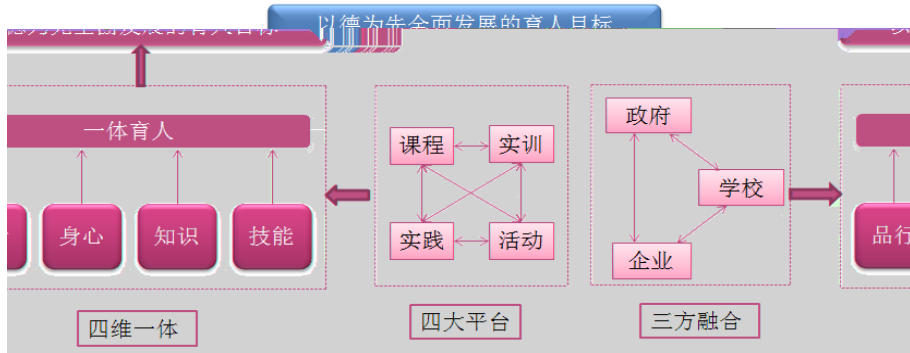 以德为先全面发展的育人目标
一体育人
身心
知识
技能
四维一体
课程
实训
实践
活动
四大平台
政府
学校
企业
三方融合
品行